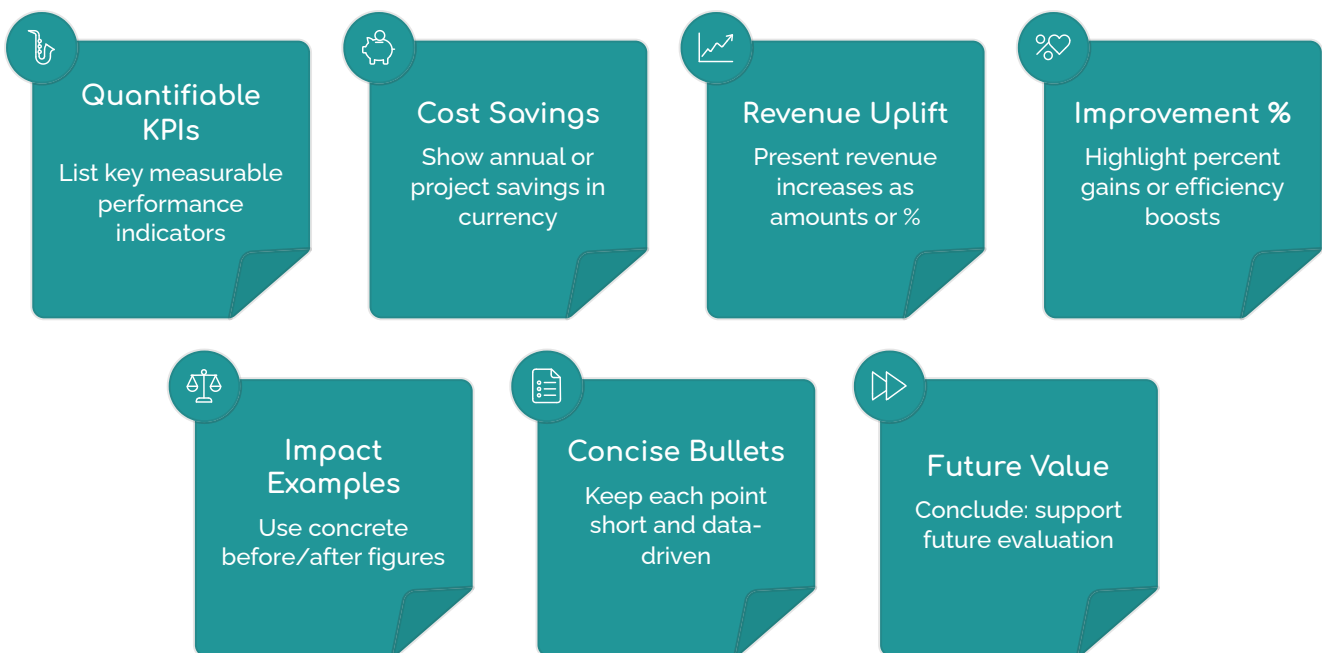 Quantifiable
KPIs
List key measurable
performance
indicators
Cost Savings
Show annual or
project savings in
currency
Revenue Uplift
Present revenue
increases as
amounts or %
Improvement %
Highlight percent
gains or efficiency
boosts
Impact
Examples
Use concrete
before/after figures
Concise Bullets
Keep each point
short and data-
driven
Future Value
Conclude: support
future evaluation